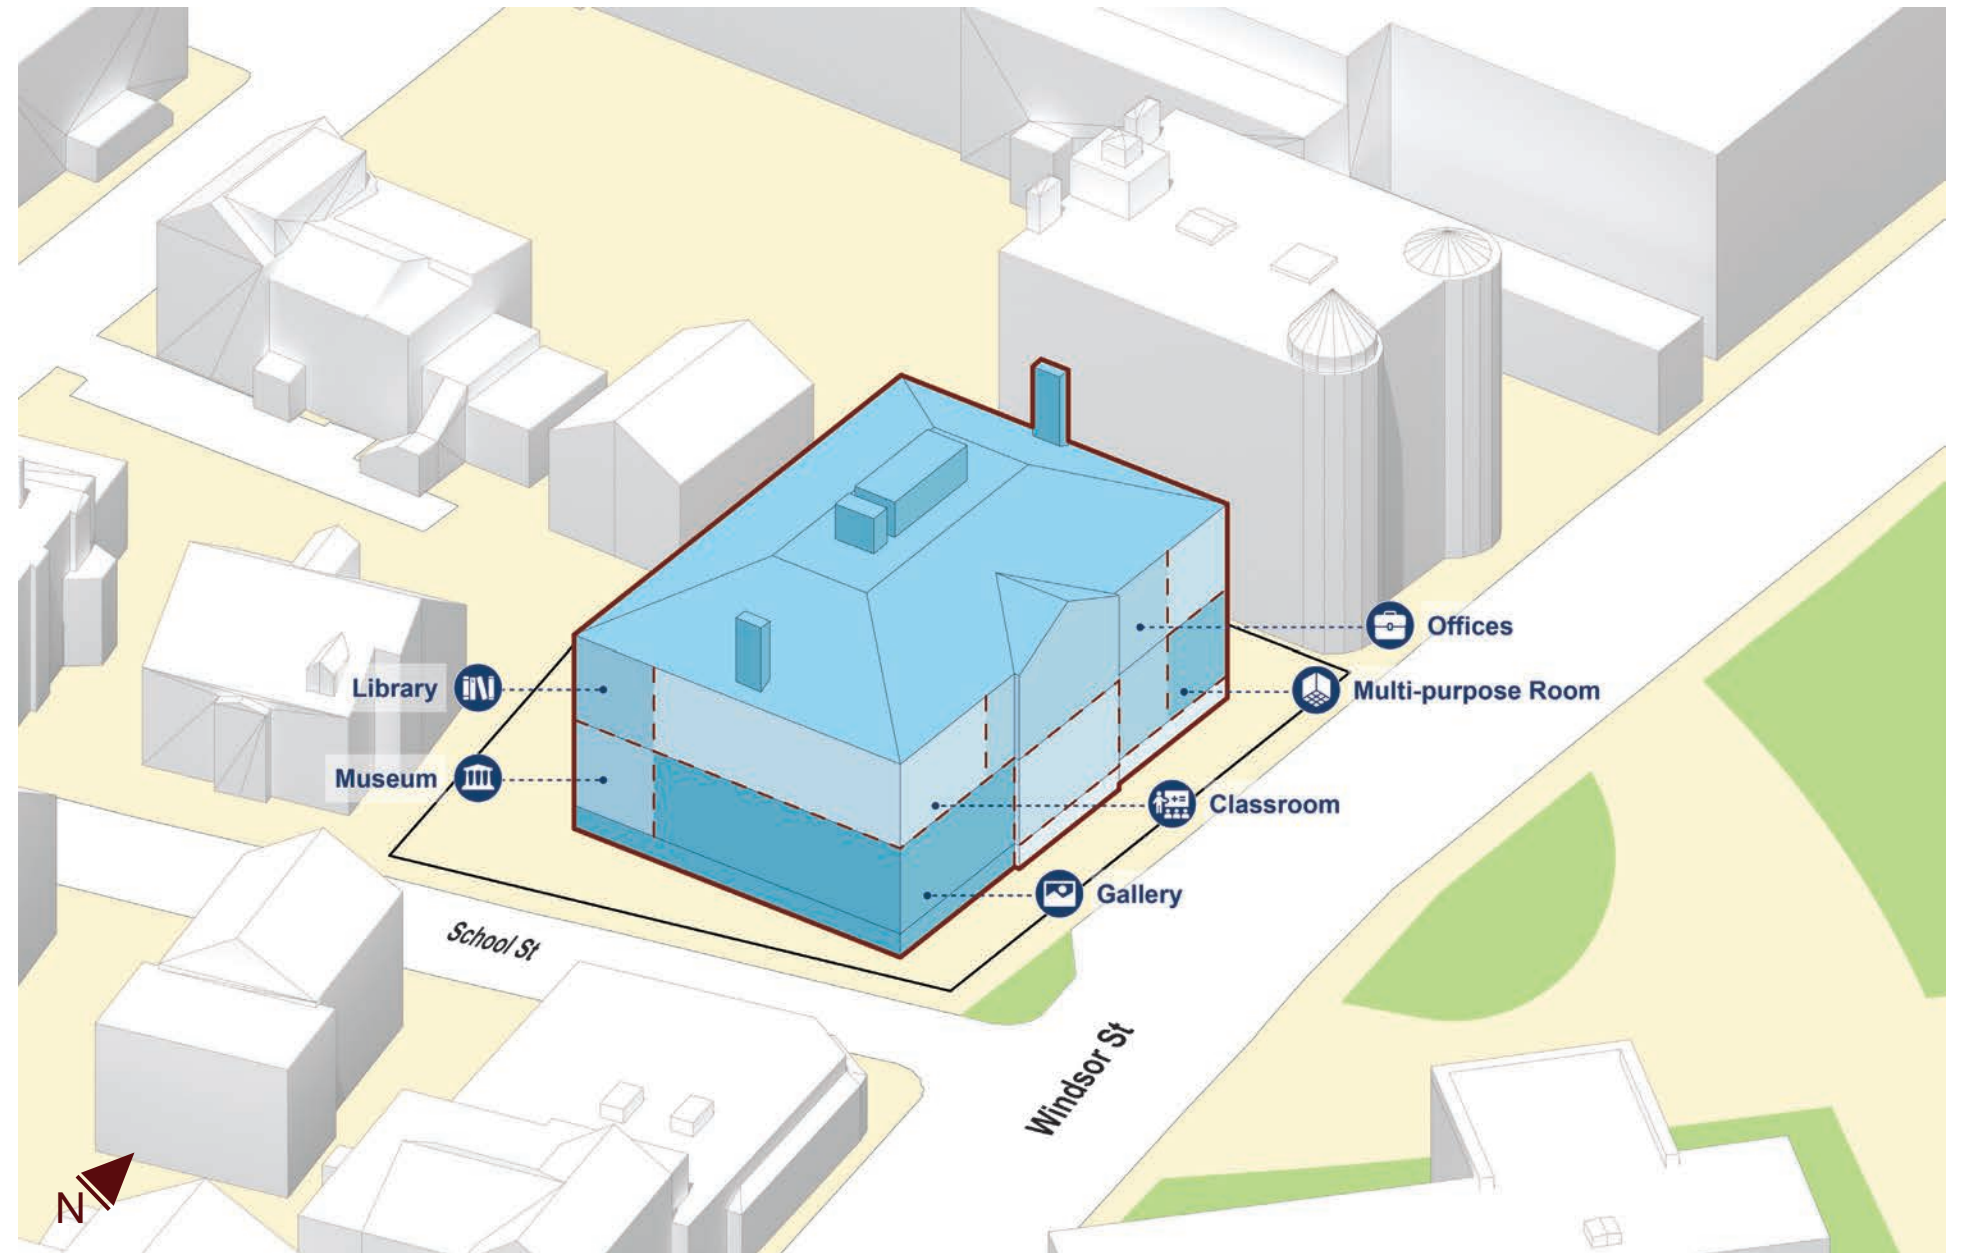 Offices
Library
Multi-purpose Room
Museum
Classroom
Gallery
School St
Windsor St
N